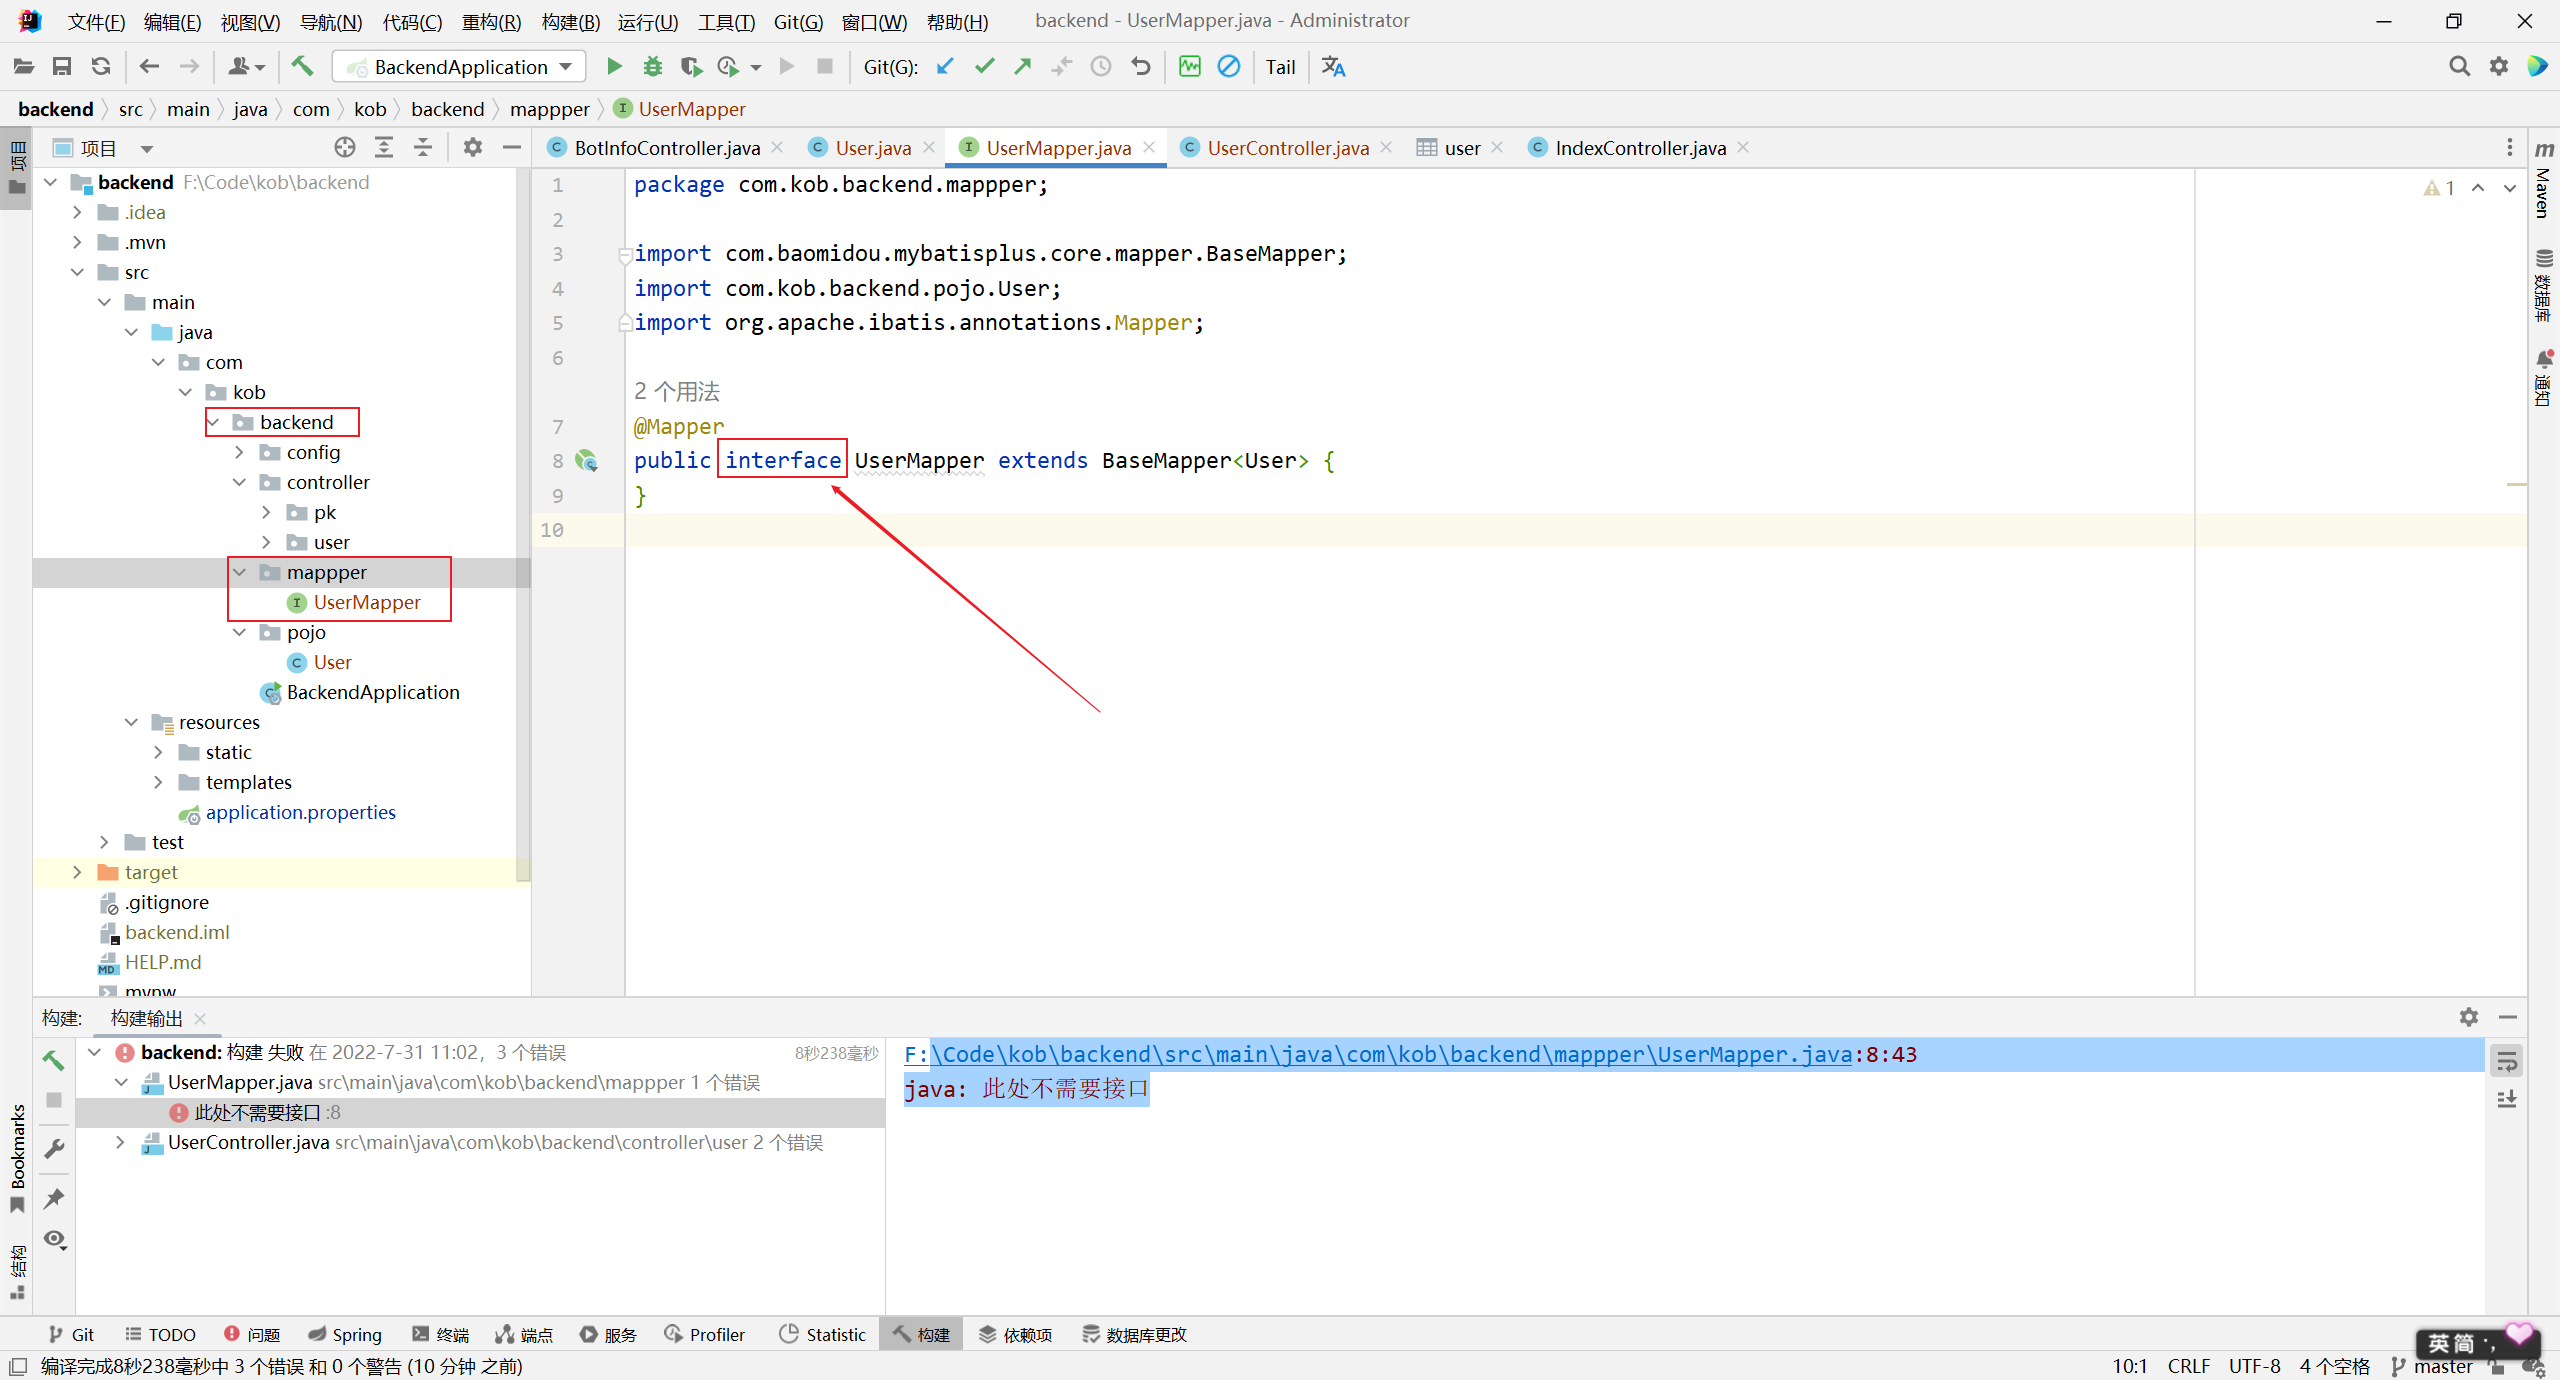 文件(F) 编辑(E) 视图(V) 导航(N) 代码(C) 重构(R) 构建(B) 运行(U) 工具(T) Git(G) 窗口(W) 帮助(H) backend - UserMapper.java - Administrator
BackendApplication Git(G): Tail
backend src main java com kob backend mappper UserMapper
项目
BotInfoController.java User.java UserMapper.java UserController.java user IndexController.java
backend F:\Code\kob\backend
.idea
.mvn
src
main
java
com
kob
backend
config
controller
pk
user
mappper
UserMapper
pojo
User
BackendApplication
resources
static
templates
application.properties
test
target
.gitignore
backend.iml
HELP.md
mvnw
1 package com.kob.backend.mappper;
2
3 import com.baomidou.mybatisplus.core.mapper.BaseMapper;
4 import com.kob.backend.pojo.User;
5 import org.apache.ibatis.annotations.Mapper;
6
2 个用法
7 @Mapper
8 public interface UserMapper extends BaseMapper<User> {
9 }
10
1
项目
Bookmarks
结构
Maven
数据库
通知
构建: 构建输出
backend: 构建 失败 在 2022-7-31 11:02，3 个错误 8秒238毫秒
UserMapper.java src\main\java\com\kob\backend\mappper 1 个错误
此处不需要接口 :8
UserController.java src\main\java\com\kob\backend\controller\user 2 个错误
F:\Code\kob\backend\src\main\java\com\kob\backend\mappper\UserMapper.java:8:43
java: 此处不需要接口
Git TODO 问题 Spring 终端 端点 服务 Profiler Statistic 构建 依赖项 数据库更改
英 简 ·,
编译完成8秒238毫秒中 3 个错误 和 0 个警告 (10 分钟 之前) 10:1 CRLF UTF-8 4 个空格 master